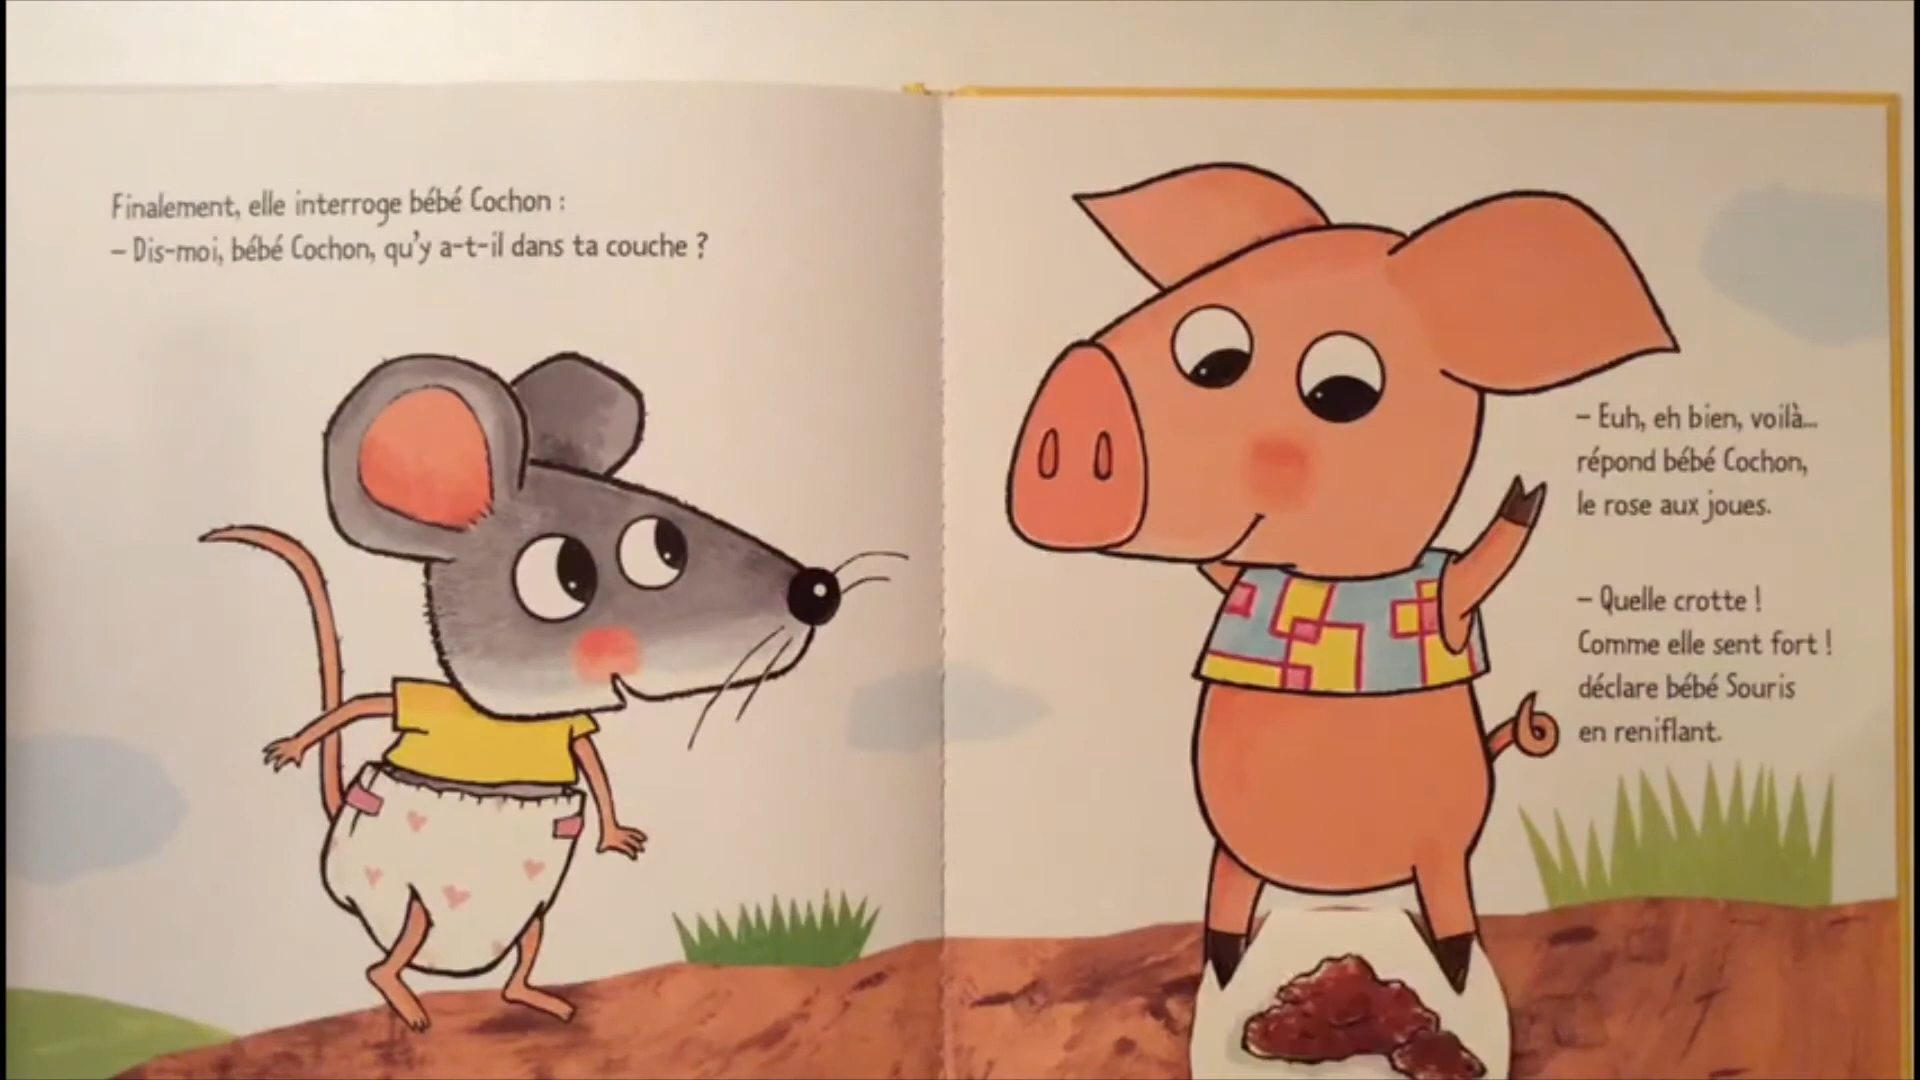 Finalement, elle interroge bébé Cochon :
– Dis-moi, bébé Cochon, qu'y a-t-il dans ta couche ?
– Euh, eh bien, voilà...
répond bébé Cochon,
le rose aux joues.
– Quelle crotte !
Comme elle sent fort !
déclare bébé Souris
en reniflant.